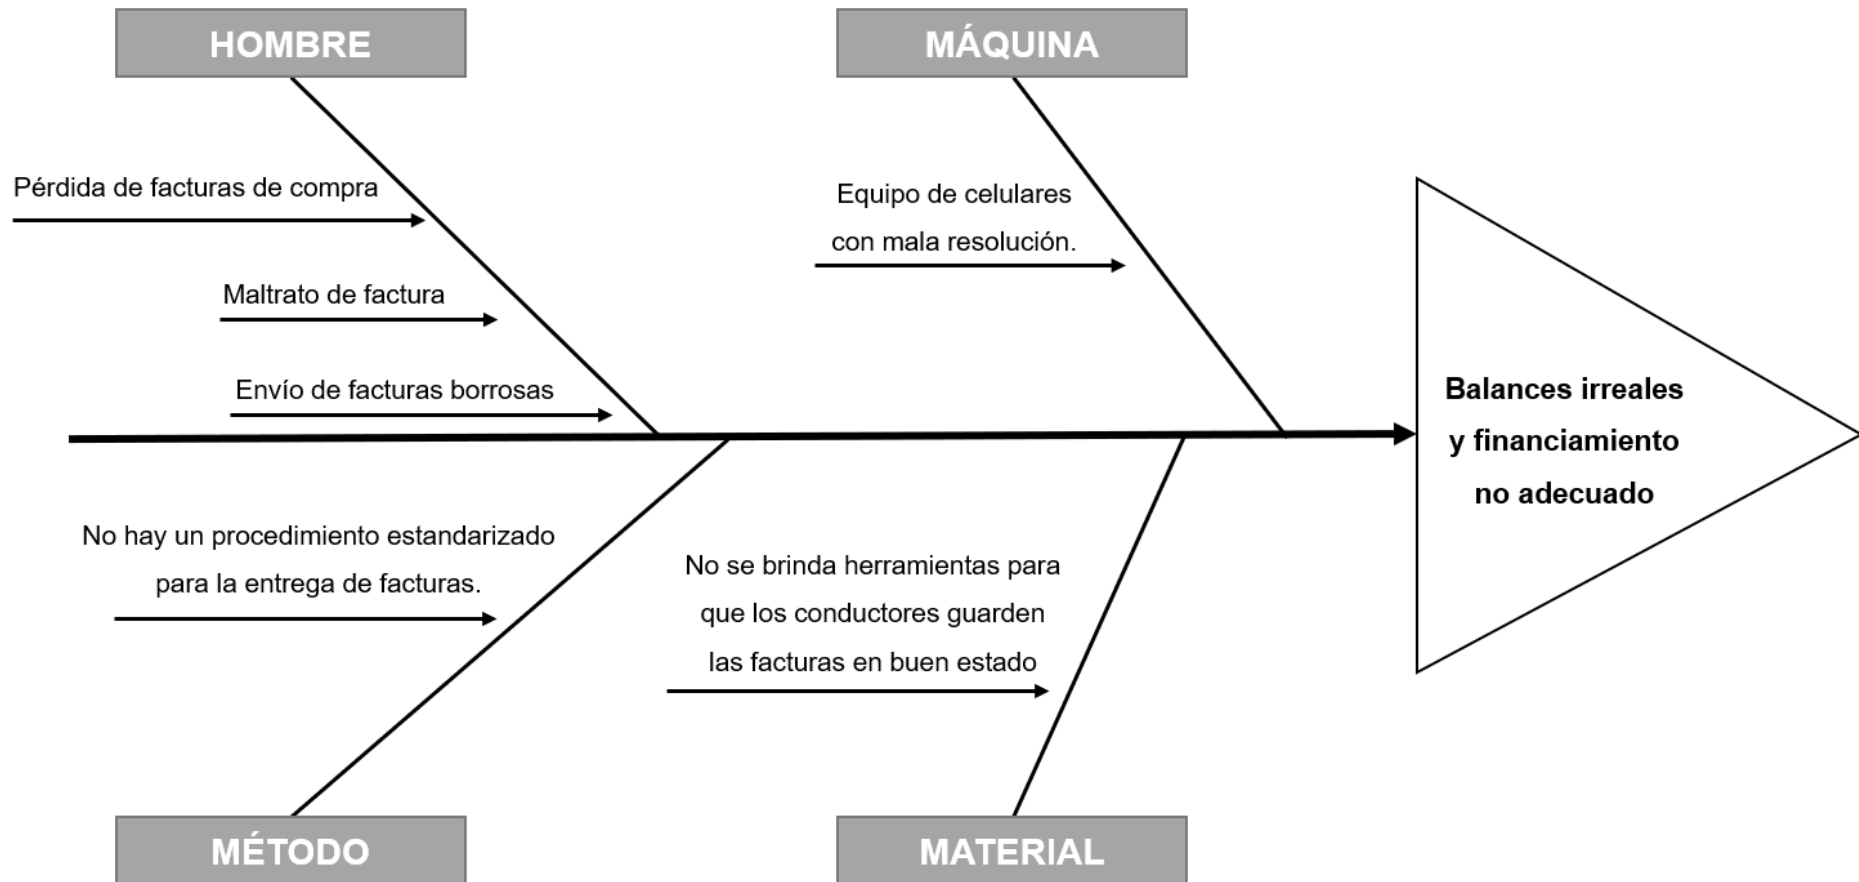 HOMBRE
MÁQUINA
Pérdida de facturas de compra
Equipo de celulares
con mala resolución.
Maltrato de factura
Envío de facturas borrosas
Balances irreales
y financiamiento
no adecuado
No hay un procedimiento estandarizado
para la entrega de facturas.
No se brinda herramientas para
que los conductores guarden
las facturas en buen estado
MÉTODO
MATERIAL